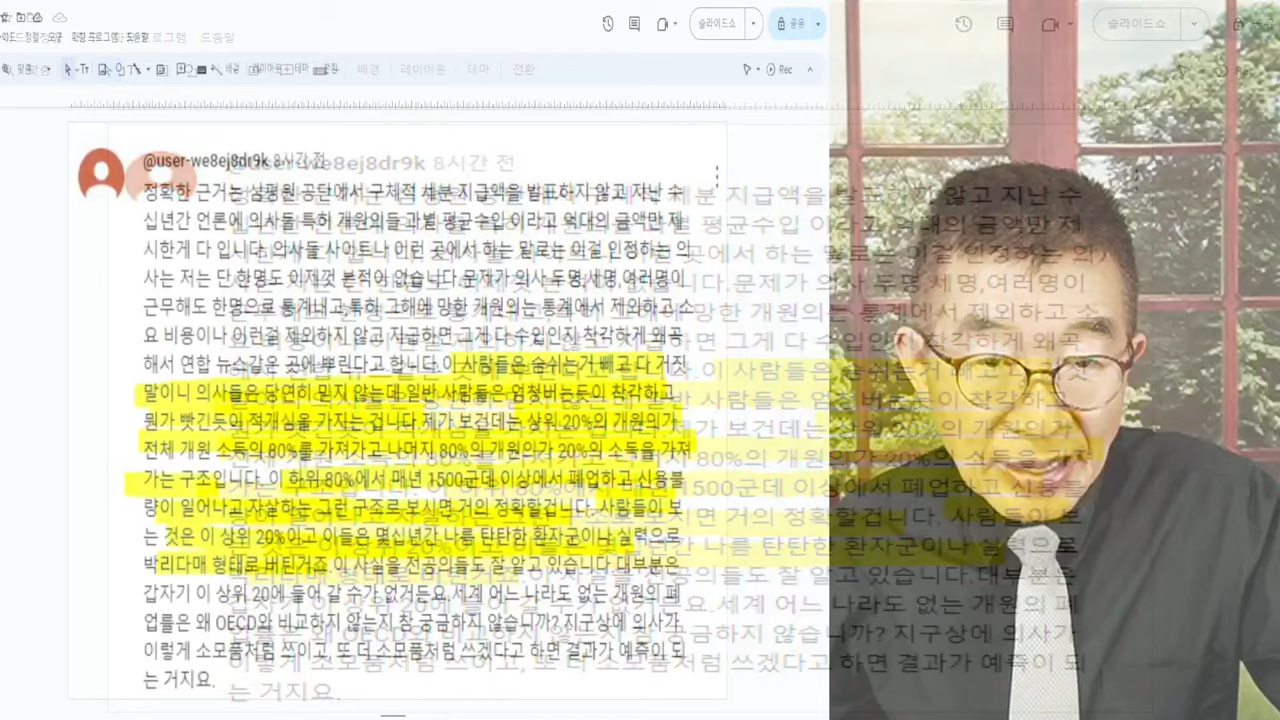 슬라이드쇼
공유
슬라이드쇼
배경
레이아웃
테마
전환
Rec
@user-we8ej8dr9k 8시간 전
정확한 근거는 심평원 공단에서 구체적 세분 지급액을 발표하지 않고 지난 수
십년간 언론에 의사들 특히 개원의들 과별 평균수입 이라고 억대의 금액만 제
시한게 다 입니다. 의사들 사이트나 어떤 곳에서 하는 말로는 이걸 인정하는 의
사는 저는 단 한명도 이제껏 본적이 없습니다.문제가 의사 두명,세명,여러명이
근무해도 한명으로 통계내고 특히 그해에 망한 개원의는 통계에서 제외하고 소
요 비용이나 이런걸 제외하지 않고 지급하면 그게 다 수입인지 착각하게 왜곡
해서 연합 뉴스같은 곳에 뿌린다고 합니다.이 사람들은 숨쉬는거 빼고 다 거짓
말이니 의사들은 당연히 믿지 않는데 일반 사람들은 엄청버는듯이 착각하고
뭔가 뺏긴듯이 적개심을 가지는 겁니다.제가 보건데는 상위 20%의 개원의가
전체 개원 소득의 80%를 가져가고 나머지 80%의 개원의가 20%의 소득을 가져
가는 구조입니다. 이 하위 80%에서 매년 1500군데 이상에서 폐업하고 신용불
량이 일어나고 자살하는 그런 구조로 보시면 거의 정확할겁니다. 사람들이 보
는 것은 이 상위 20%이고 이들은 몇십년간 나름 탄탄한 환자군이나 실력으로
박리다매 형태로 버틴거죠.이 사실을 전공의들도 잘 알고 있습니다.대부분은
갑자기 이 상위 20에 들어 갈 수가 없거든요.세계 어느 나라도 없는 개원의 폐
업률은 왜 OECD와 비교하지 않는지 참 궁금하지 않습니까? 지구상에 의사가
이렇게 소모품처럼 쓰이고, 또 더 소모품처럼 쓰겠다고 하면 결과가 예측이 되
는 거지요.